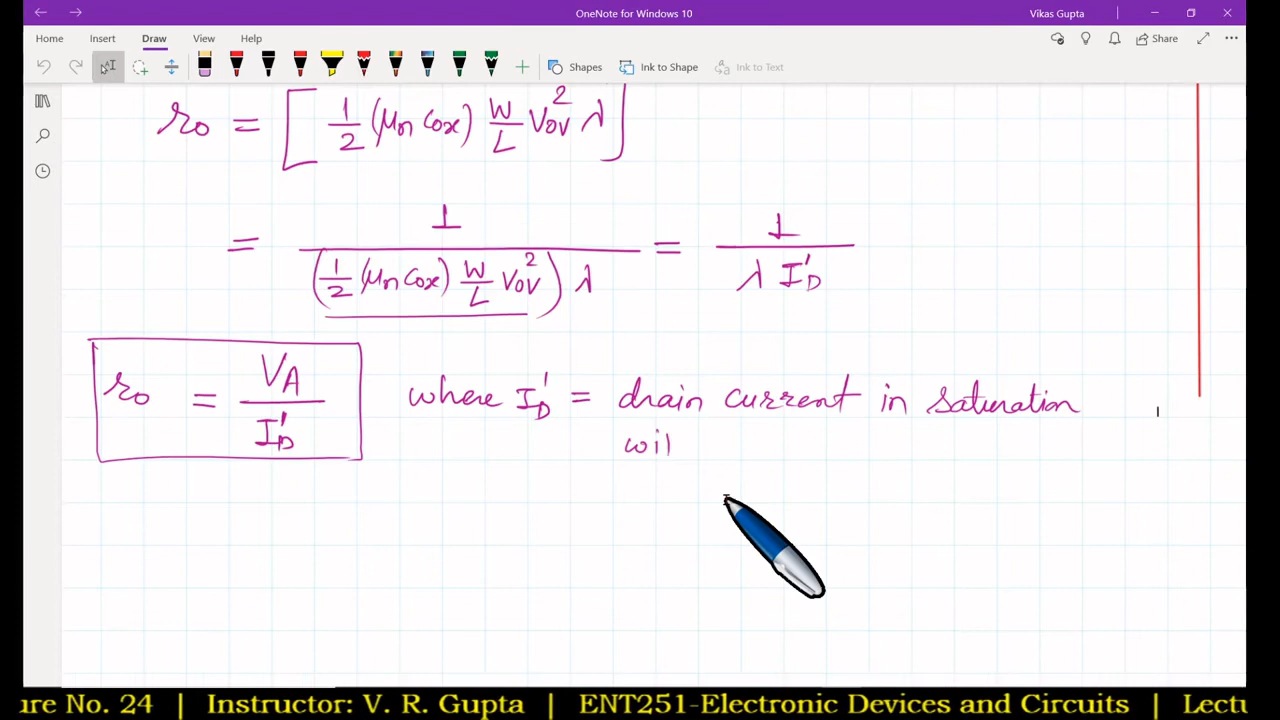 OneNote for Windows 10
Vikas Gupta
Home Insert Draw View Help
Share
Shapes Ink to Shape Ink to Text
r₀ = [ 1/2 (μn Cox) W/L Vov² λ ]
= 1 / ((1/2 (μn Cox) W/L Vov²) λ) = 1 / (λ I'D)
r₀ = VA / I'D where I'D = drain current in saturation
wil
ure No. 24 | Instructor: V. R. Gupta | ENT251-Electronic Devices and Circuits | Lectu